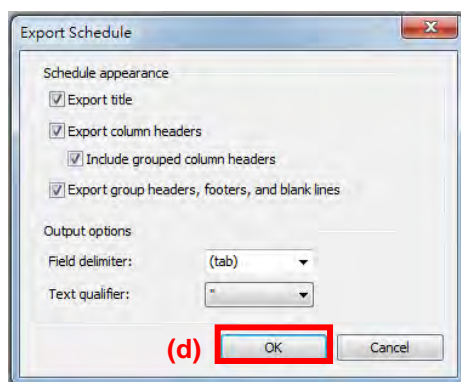 Export Schedule
Schedule appearance
Export title
Export column headers
Include grouped column headers
Export group headers, footers, and blank lines
Output options
Field delimiter: (tab)
Text qualifier: "
(d) OK Cancel